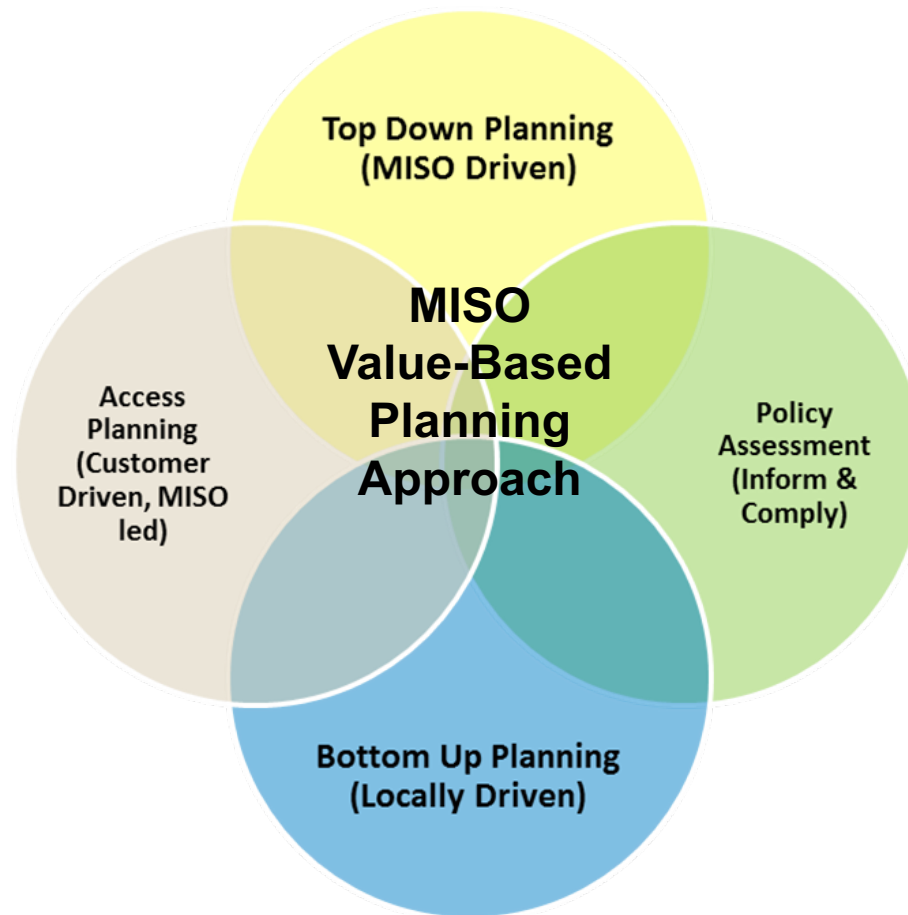 Top Down Planning
(MISO Driven)
MISO
Value-Based
Planning
Approach
Access
Planning
(Customer
Driven, MISO
led)
Policy
Assessment
(Inform &
Comply)
Bottom Up Planning
(Locally Driven)